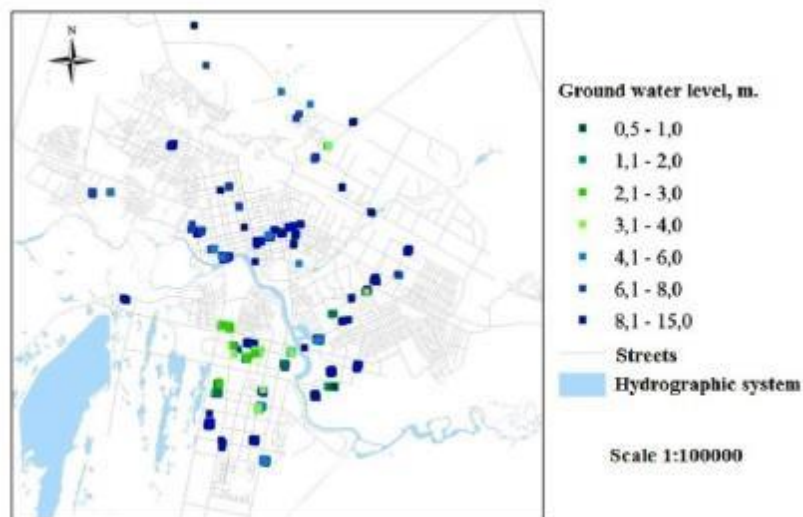 N
Ground water level, m.
0,5 - 1,0
1,1 - 2,0
2,1 - 3,0
3,1 - 4,0
4,1 - 6,0
6,1 - 8,0
8,1 - 15,0
Streets
Hydrographic system
Scale 1:100000